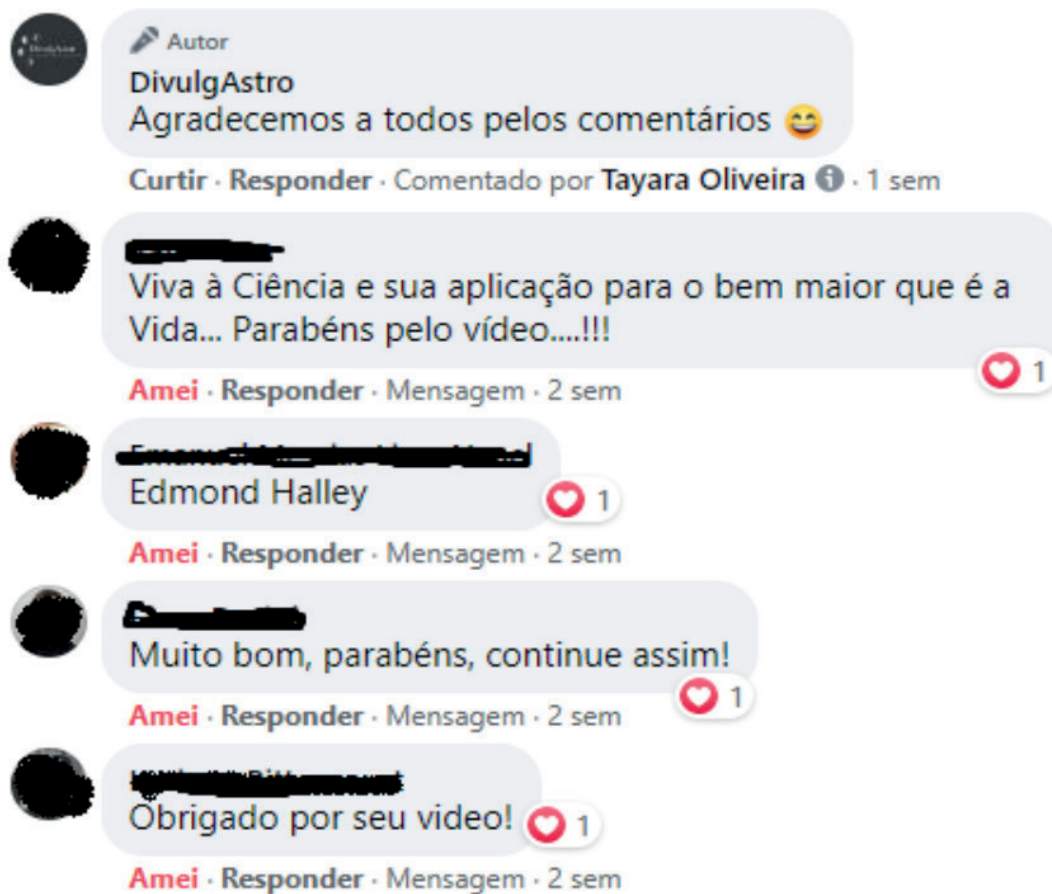 Autor
DivulgAstro
Agradecemos a todos pelos comentários 😄
Curtir · Responder · Comentado por Tayara Oliveira · 1 sem
Viva à Ciência e sua aplicação para o bem maior que é a
Vida... Parabéns pelo vídeo....!!!
1
Amei · Responder · Mensagem · 2 sem
Edmond Halley
1
Amei · Responder · Mensagem · 2 sem
Muito bom, parabéns, continue assim!
1
Amei · Responder · Mensagem · 2 sem
Obrigado por seu video!
1
Amei · Responder · Mensagem · 2 sem